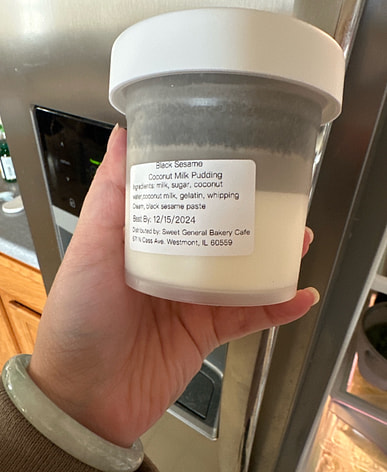 Black Sesame
Coconut Milk Pudding
Ingredients: milk, sugar, coconut
water,coconut milk, gelatin, whipping
Cream, black sesame paste
Best By: 12/15/2024
Distributed by: Sweet General Bakery Cafe
671 N Cass Ave. Westmont, IL 60559